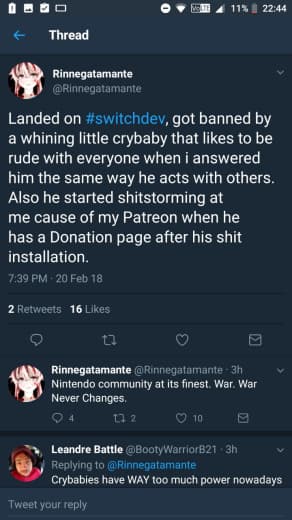 11% 22:44
Thread
Rinnegatamante
@Rinnegatamante
Landed on #switchdev, got banned by
a whining little crybaby that likes to be
rude with everyone when i answered
him the same way he acts with others.
Also he started shitstorming at
me cause of my Patreon when he
has a Donation page after his shit
installation.
7:39 PM · 20 Feb 18
2 Retweets 16 Likes
Rinnegatamante @Rinnegatamante · 3h
Nintendo community at its finest. War. War
Never Changes.
4 2 10
Leandre Battle @BootyWarriorB21 · 3h
Replying to @Rinnegatamante
Crybabies have WAY too much power nowadays
Tweet your reply